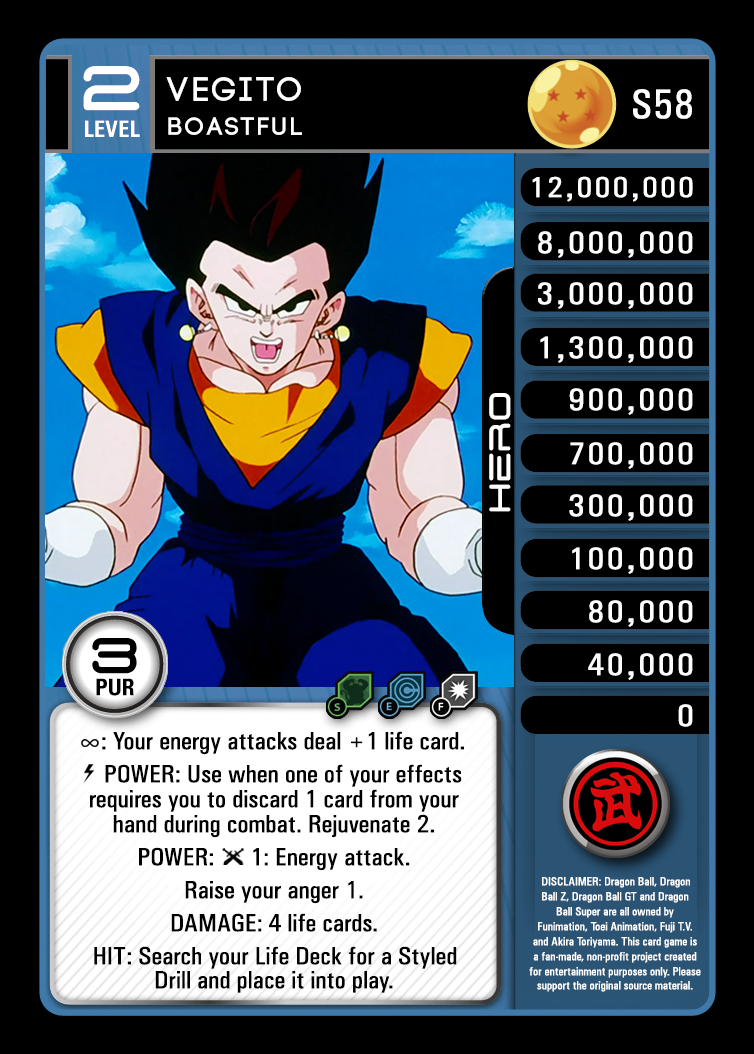 2
LEVEL
VEGITO
BOASTFUL
S58
12,000,000
8,000,000
3,000,000
1,300,000
900,000
700,000
300,000
100,000
80,000
40,000
0
HERO
3
PUR
S E F
∞: Your energy attacks deal +1 life card.
POWER: Use when one of your effects
requires you to discard 1 card from your
hand during combat. Rejuvenate 2.
POWER: 1: Energy attack.
Raise your anger 1.
DAMAGE: 4 life cards.
HIT: Search your Life Deck for a Styled
Drill and place it into play.
武
DISCLAIMER: Dragon Ball, Dragon
Ball Z, Dragon Ball GT and Dragon
Ball Super are all owned by
Funimation, Toei Animation, Fuji T.V.
and Akira Toriyama. This card game is
a fan-made, non-profit project created
for entertainment purposes only. Please
support the original source material.